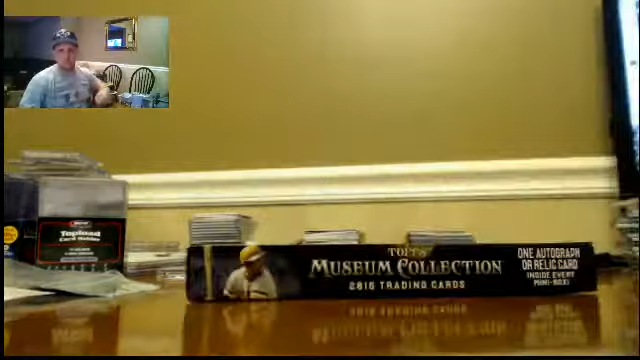 Topload
Card Holder
TOPPS
MUSEUM COLLECTION
2016 TRADING CARDS
ONE AUTOGRAPH
OR RELIC CARD
INSIDE EVERY
MINI-BOX!